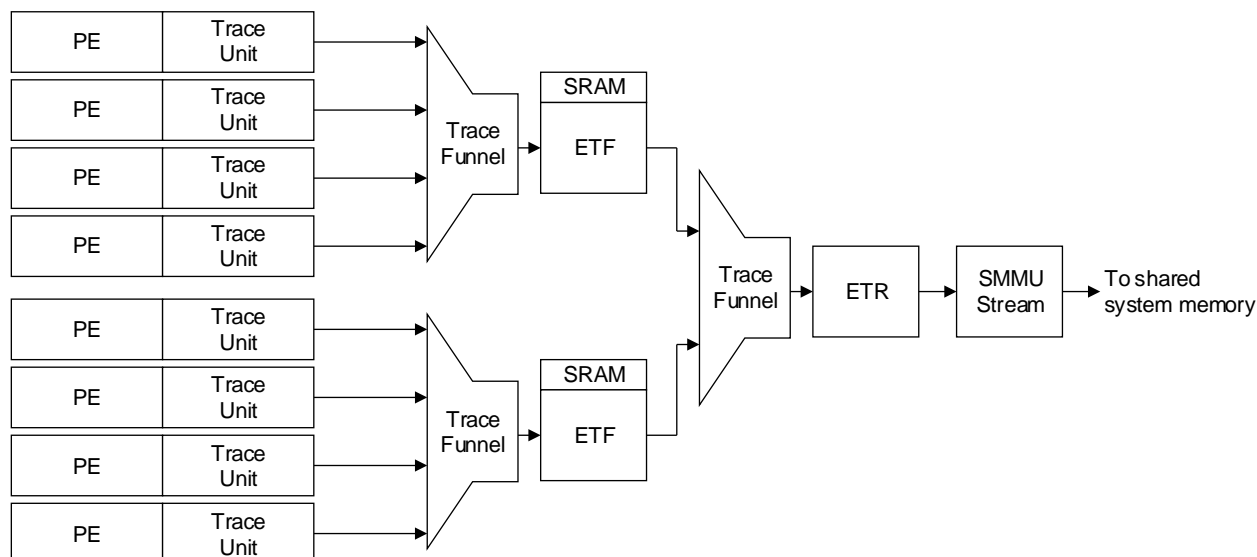 PE
Trace
Unit
PE
Trace
Unit
PE
Trace
Unit
PE
Trace
Unit
Trace
Funnel
SRAM
ETF
PE
Trace
Unit
PE
Trace
Unit
PE
Trace
Unit
PE
Trace
Unit
Trace
Funnel
SRAM
ETF
Trace
Funnel
ETR
SMMU
Stream
To shared
system memory